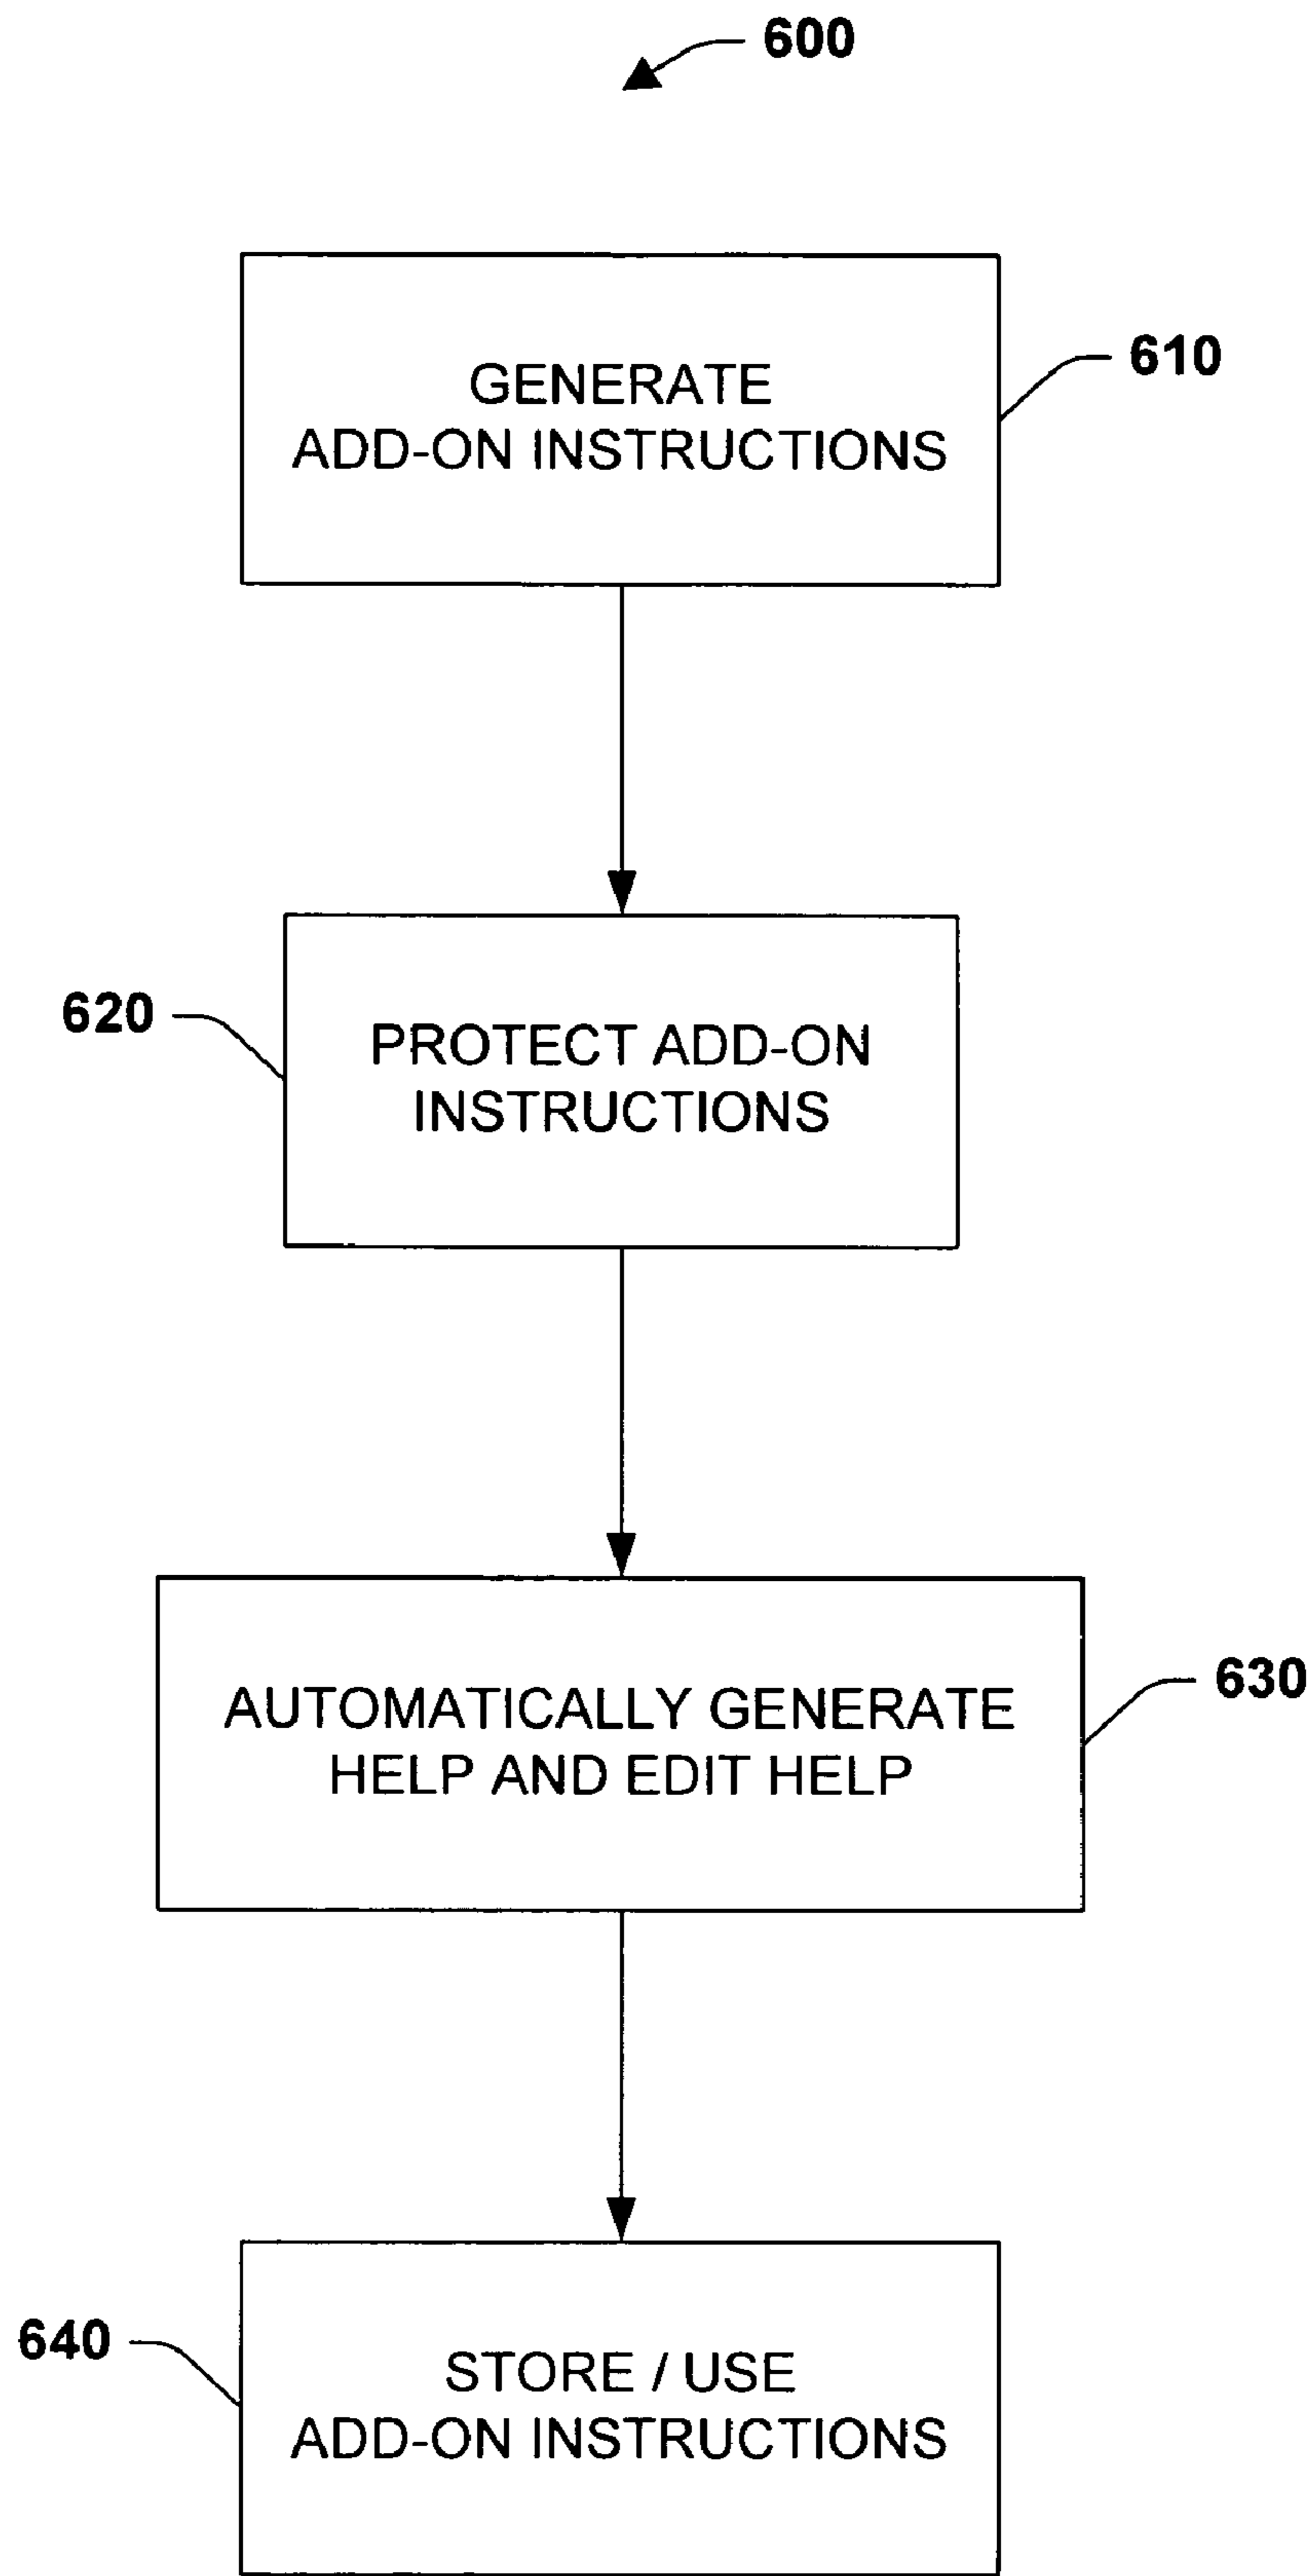 600
GENERATE
ADD-ON INSTRUCTIONS
610
620
PROTECT ADD-ON
INSTRUCTIONS
AUTOMATICALLY GENERATE
HELP AND EDIT HELP
630
640
STORE / USE
ADD-ON INSTRUCTIONS